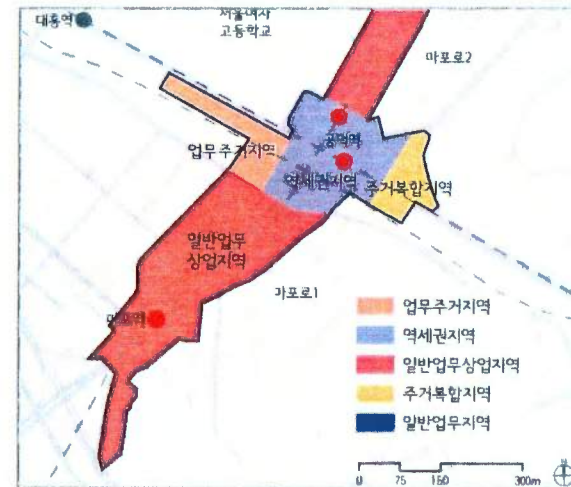 대흥역
서울여자
고등학교
마포로2
공덕역
업무주거지역
역세권지역
주거복합지역
일반업무
상업지역
마포로1
마포역
업무주거지역
역세권지역
일반업무상업지역
주거복합지역
일반업무지역
N
0 75 150 300m